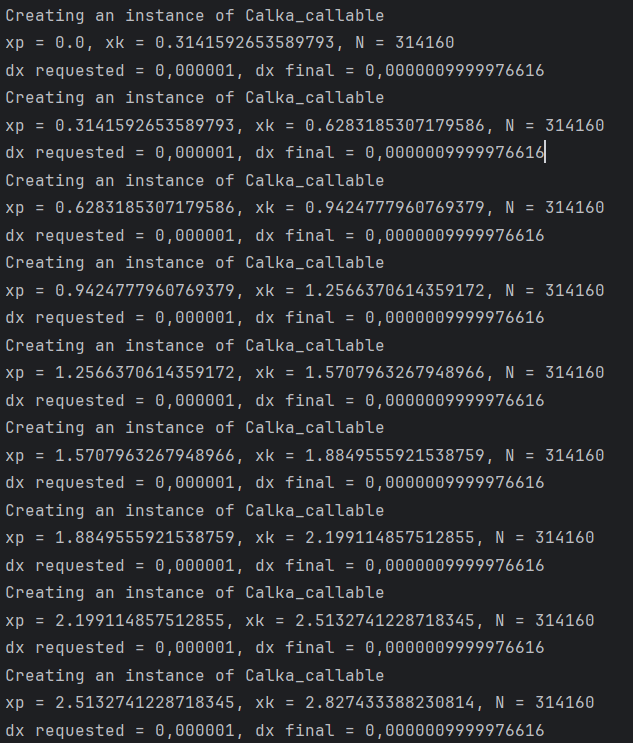 Creating an instance of Calka_callable
xp = 0.0, xk = 0.3141592653589793, N = 314160
dx requested = 0,000001, dx final = 0,0000009999976616
Creating an instance of Calka_callable
xp = 0.3141592653589793, xk = 0.6283185307179586, N = 314160
dx requested = 0,000001, dx final = 0,0000009999976616
Creating an instance of Calka_callable
xp = 0.6283185307179586, xk = 0.9424777960769379, N = 314160
dx requested = 0,000001, dx final = 0,0000009999976616
Creating an instance of Calka_callable
xp = 0.9424777960769379, xk = 1.2566370614359172, N = 314160
dx requested = 0,000001, dx final = 0,0000009999976616
Creating an instance of Calka_callable
xp = 1.2566370614359172, xk = 1.5707963267948966, N = 314160
dx requested = 0,000001, dx final = 0,0000009999976616
Creating an instance of Calka_callable
xp = 1.5707963267948966, xk = 1.8849555921538759, N = 314160
dx requested = 0,000001, dx final = 0,0000009999976616
Creating an instance of Calka_callable
xp = 1.8849555921538759, xk = 2.199114857512855, N = 314160
dx requested = 0,000001, dx final = 0,0000009999976616
Creating an instance of Calka_callable
xp = 2.199114857512855, xk = 2.5132741228718345, N = 314160
dx requested = 0,000001, dx final = 0,0000009999976616
Creating an instance of Calka_callable
xp = 2.5132741228718345, xk = 2.827433388230814, N = 314160
dx requested = 0,000001, dx final = 0,0000009999976616